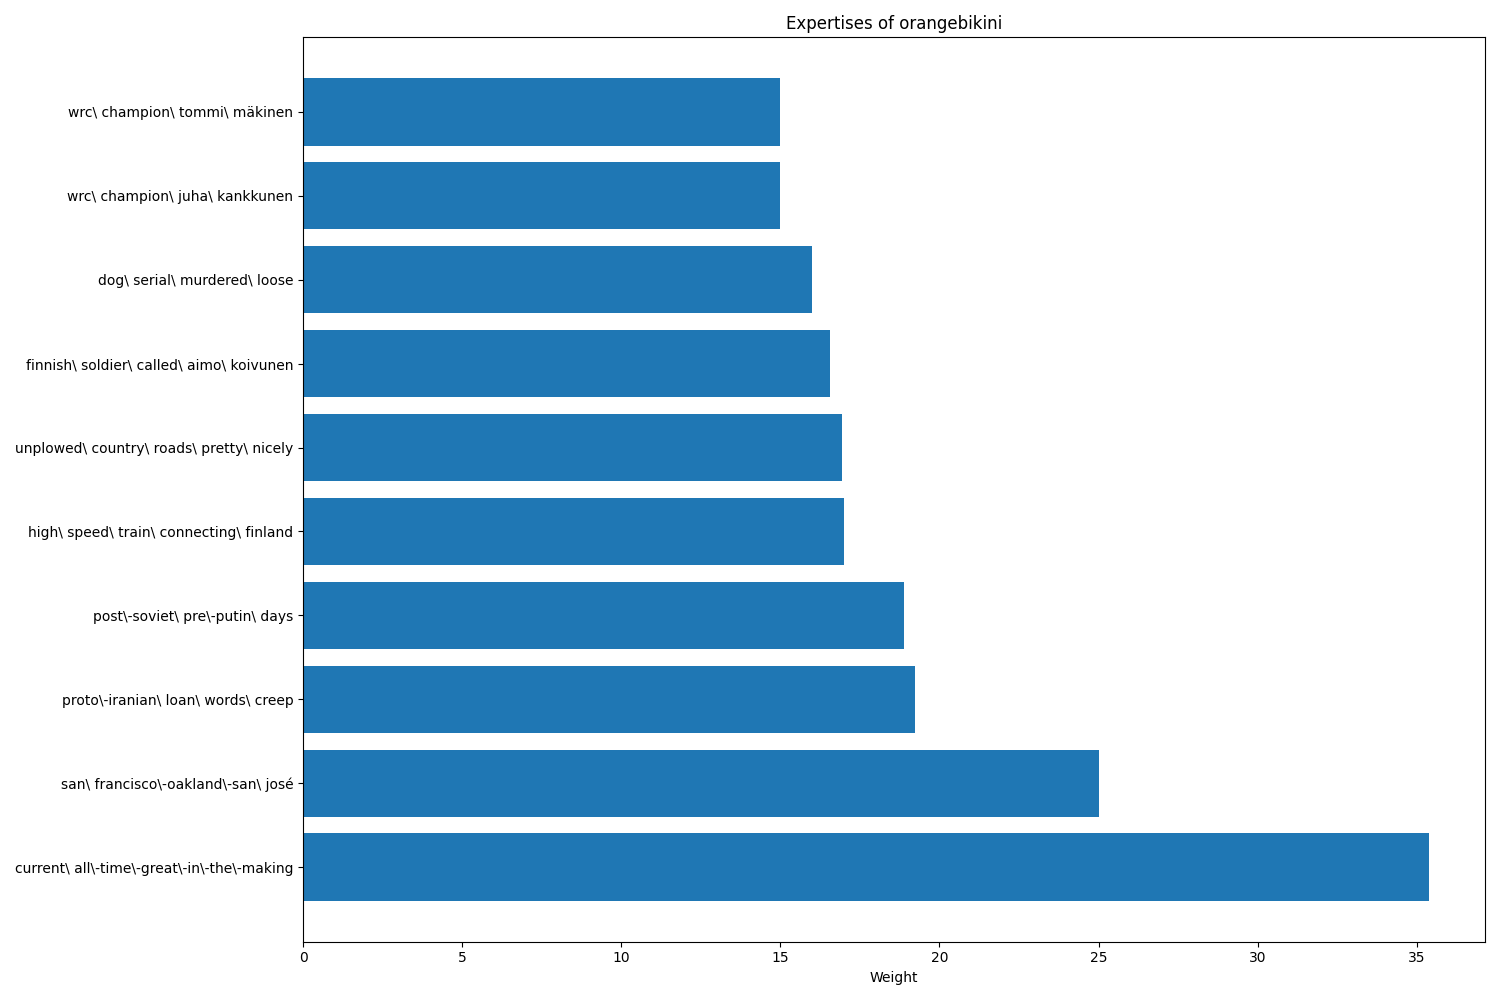 Expertises of orangebikini
wrc\ champion\ tommi\ mäkinen
wrc\ champion\ juha\ kankkunen
dog\ serial\ murdered\ loose
finnish\ soldier\ called\ aimo\ koivunen
unplowed\ country\ roads\ pretty\ nicely
high\ speed\ train\ connecting\ finland
post\-soviet\ pre\-putin\ days
proto\-iranian\ loan\ words\ creep
san\ francisco\-oakland\-san\ josé
current\ all\-time\-great\-in\-the\-making
0 5 10 15 20 25 30 35
Weight